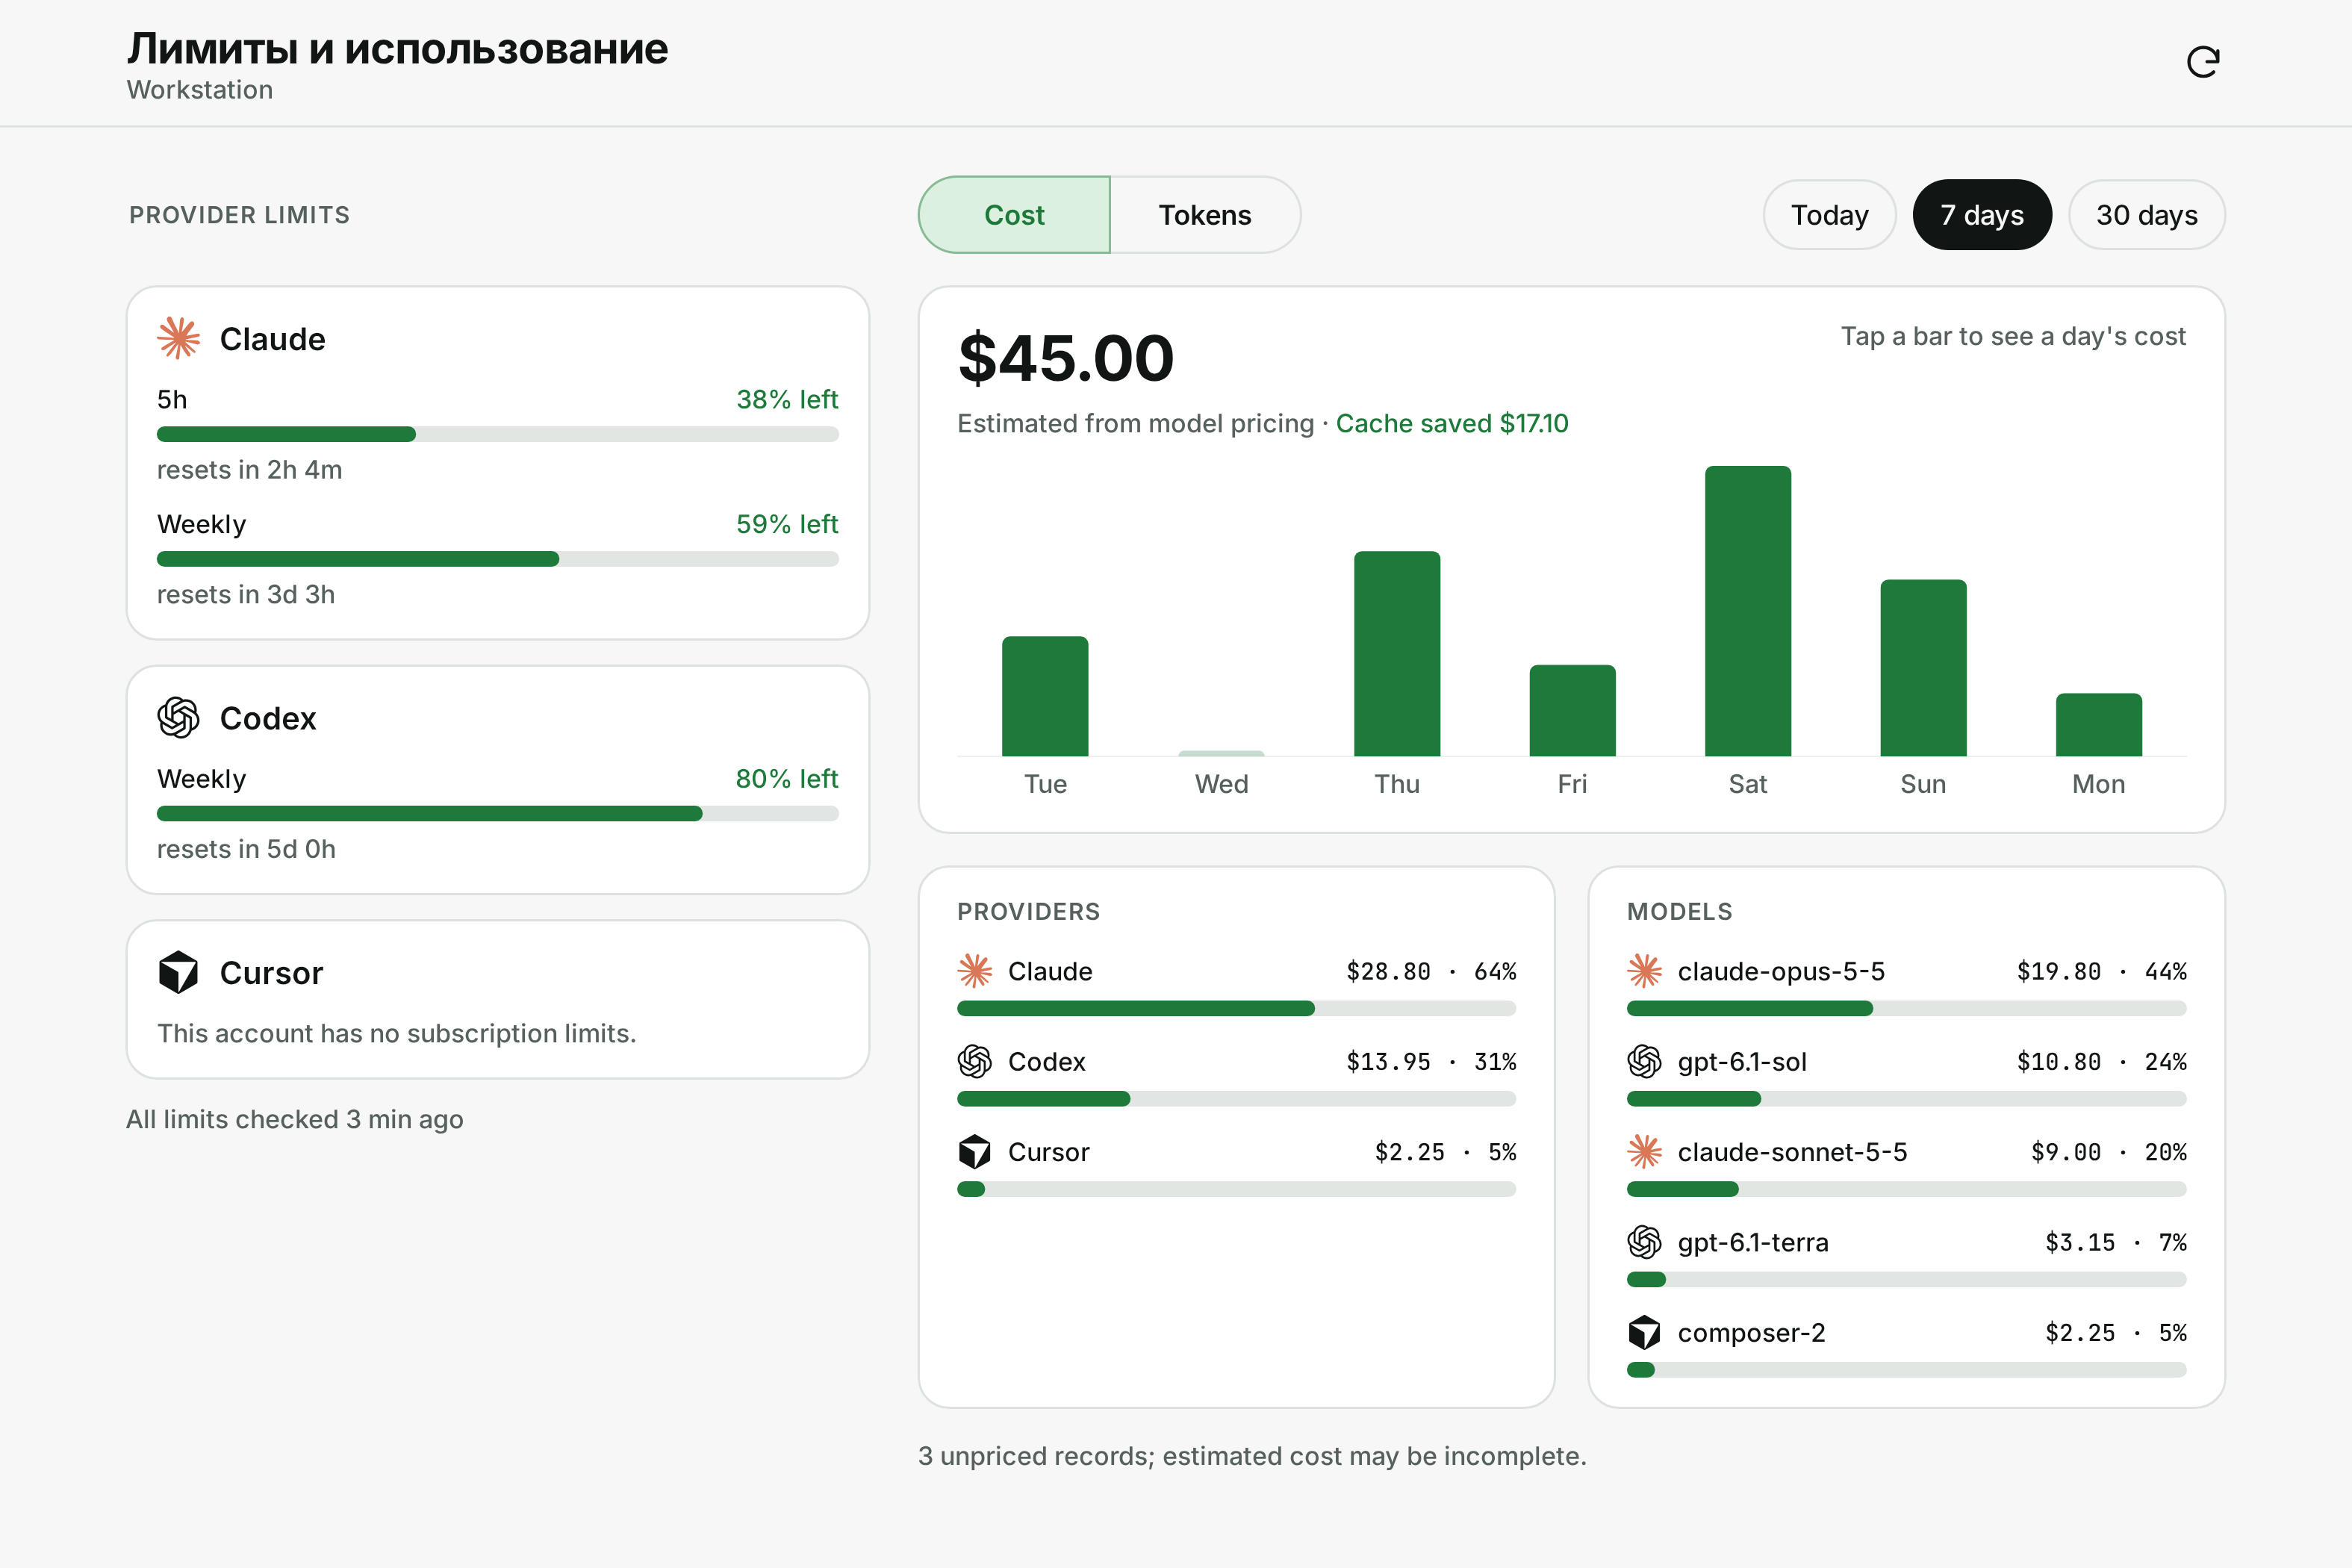 Лимиты и использование
Workstation
PROVIDER LIMITS
Claude
5h 38% left
resets in 2h 4m
Weekly 59% left
resets in 3d 3h
Codex
Weekly 80% left
resets in 5d 0h
Cursor
This account has no subscription limits.
All limits checked 3 min ago
Cost Tokens
Today 7 days 30 days
$45.00
Tap a bar to see a day's cost
Estimated from model pricing · Cache saved $17.10
Tue Wed Thu Fri Sat Sun Mon
PROVIDERS
Claude $28.80 · 64%
Codex $13.95 · 31%
Cursor $2.25 · 5%
MODELS
claude-opus-5-5 $19.80 · 44%
gpt-6.1-sol $10.80 · 24%
claude-sonnet-5-5 $9.00 · 20%
gpt-6.1-terra $3.15 · 7%
composer-2 $2.25 · 5%
3 unpriced records; estimated cost may be incomplete.